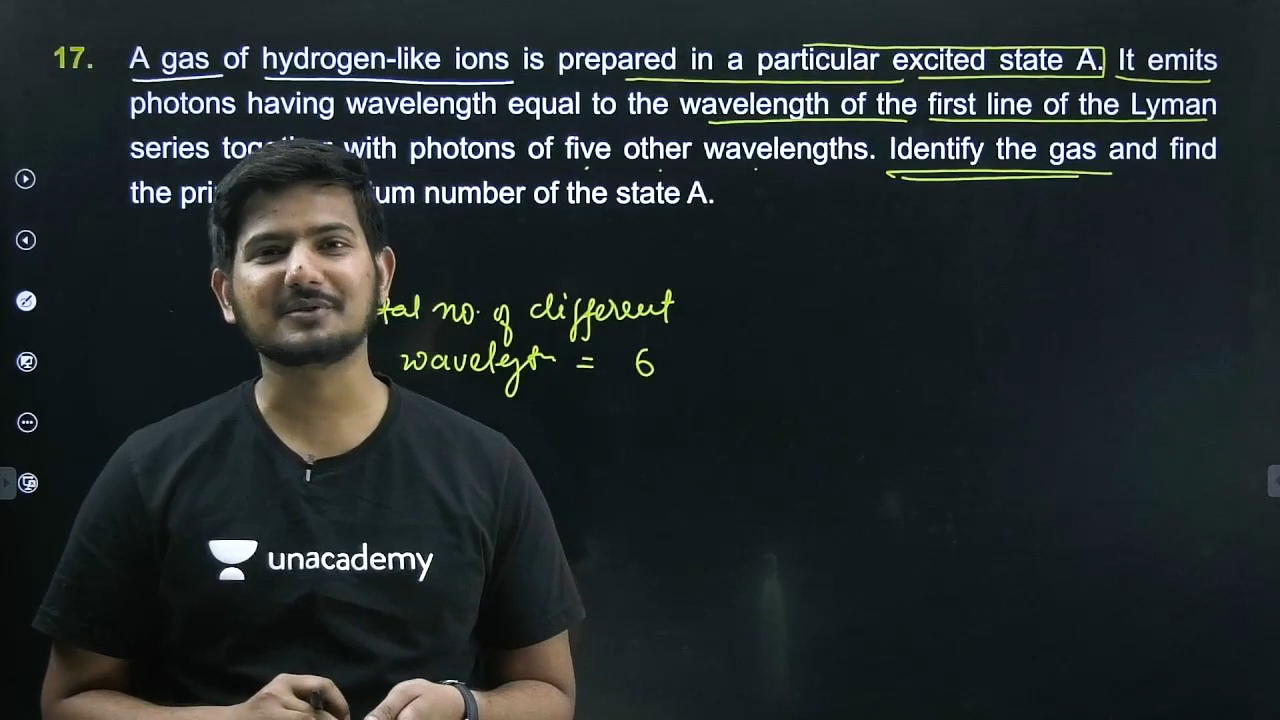 17. A gas of hydrogen-like ions is prepared in a particular excited state A. It emits
photons having wavelength equal to the wavelength of the first line of the Lyman
series with photons of five other wavelengths. Identify the gas and find
the number of the state A.
no. of different
= 6
unacademy